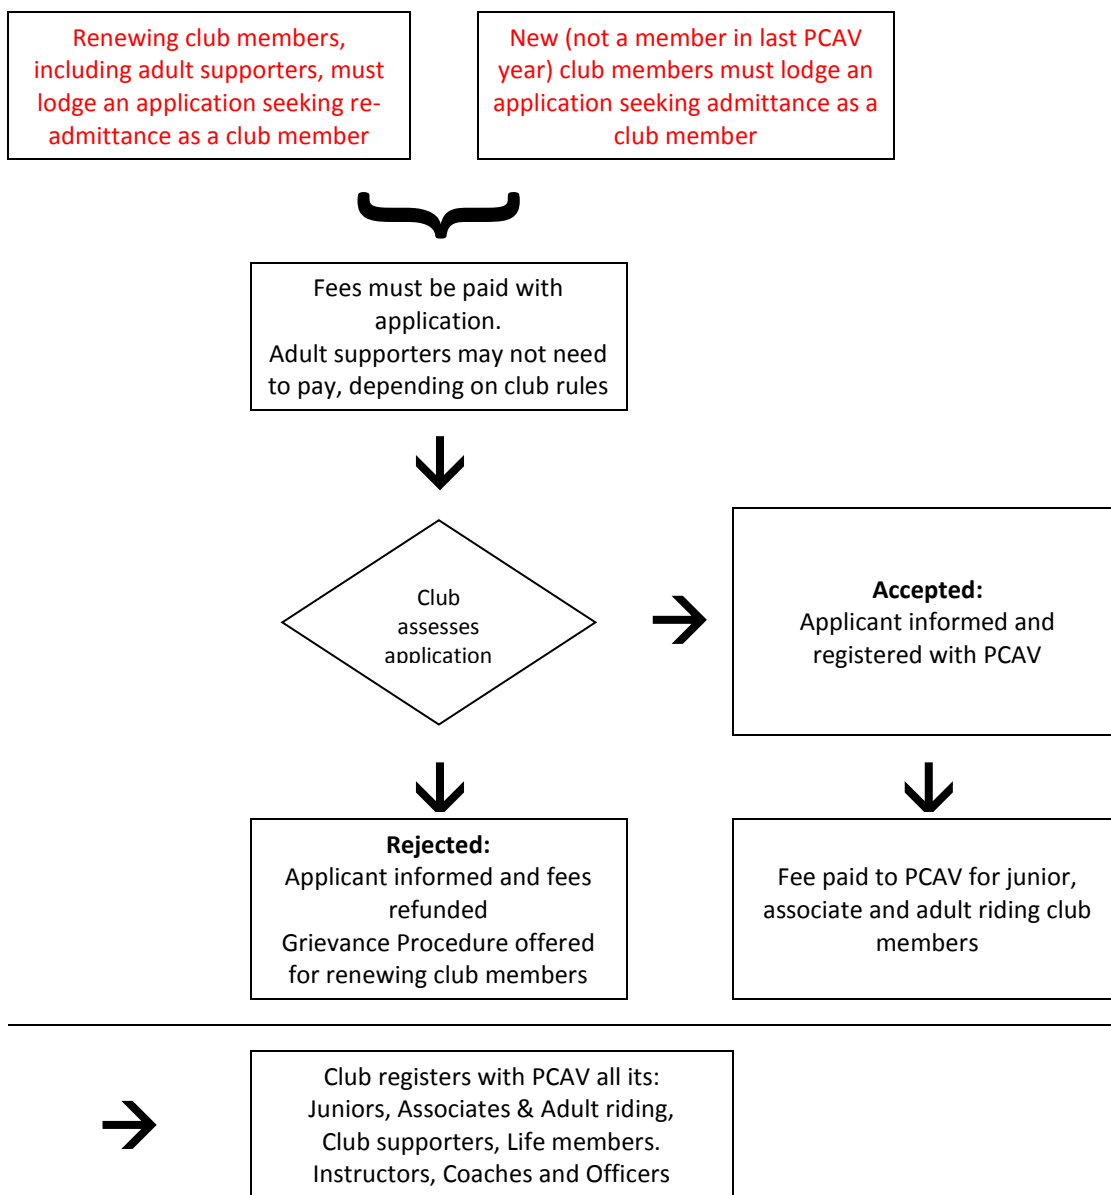 Renewing club members,
including adult supporters, must
lodge an application seeking re-
admittance as a club member
New (not a member in last PCAV
year) club members must lodge an
application seeking admittance as a
club member
Fees must be paid with
application.
Adult supporters may not need
to pay, depending on club rules
Club
assesses
application
Accepted:
Applicant informed and
registered with PCAV
Rejected:
Applicant informed and fees
refunded
Grievance Procedure offered
for renewing club members
Fee paid to PCAV for junior,
associate and adult riding club
members
Club registers with PCAV all its:
Juniors, Associates & Adult riding,
Club supporters, Life members.
Instructors, Coaches and Officers